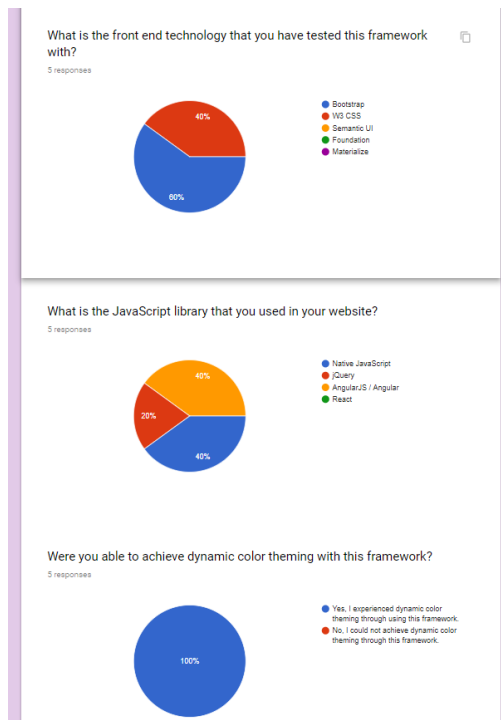 What is the front end technology that you have tested this framework
with?
5 responses
40%
60%
Bootstrap
W3 CSS
Semantic UI
Foundation
Materialize
What is the JavaScript library that you used in your website?
5 responses
40%
20%
40%
Native JavaScript
jQuery
AngularJS / Angular
React
Were you able to achieve dynamic color theming with this framework?
5 responses
100%
Yes, I experienced dynamic color
theming through using this framework.
No, I could not achieve dynamic color
theming through this framework.